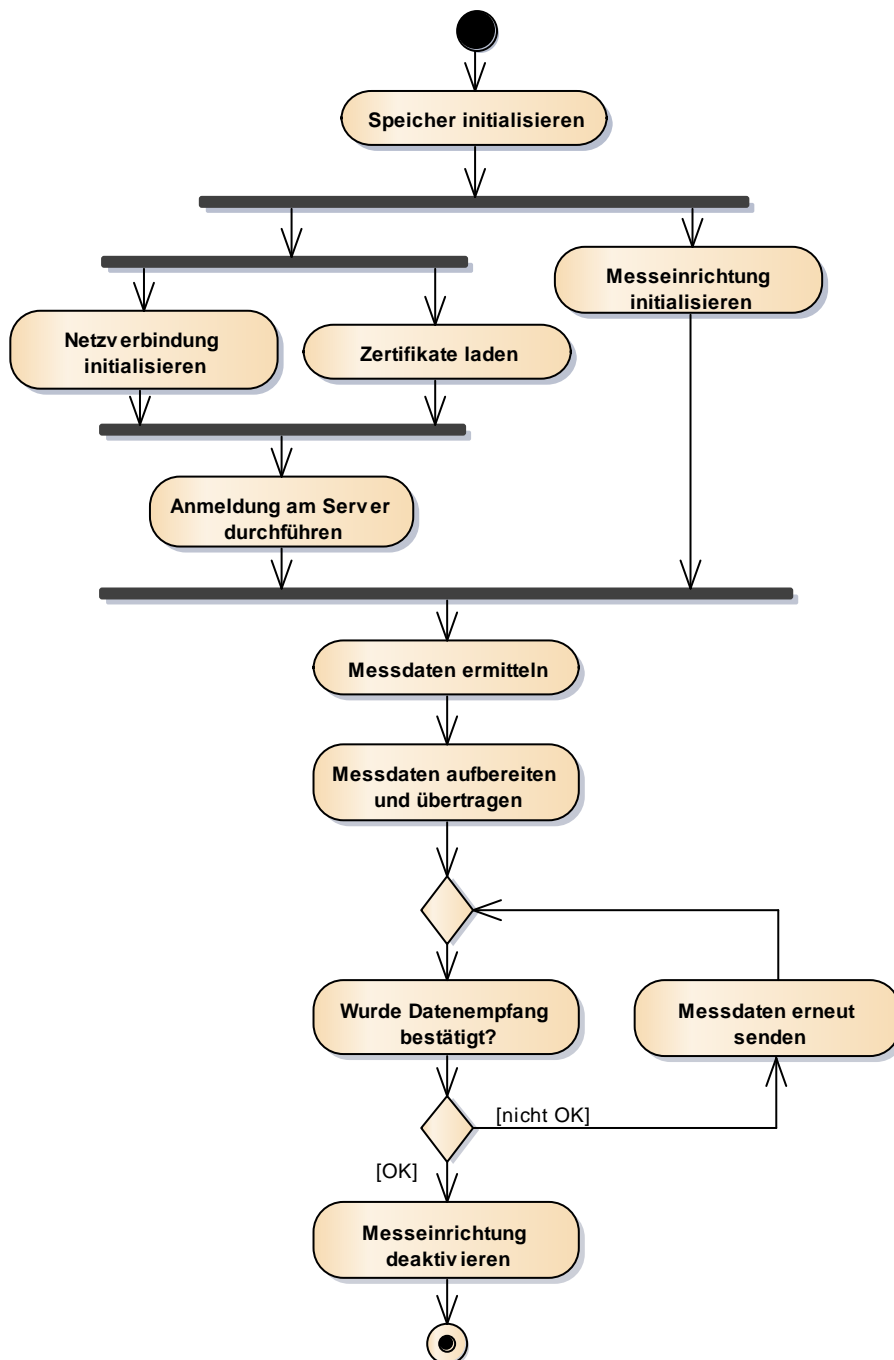 Speicher initialisieren
Messeinrichtung
initialisieren
Netzverbindung
initialisieren
Zertifikate laden
Anmeldung am Server
durchführen
Messdaten ermitteln
Messdaten aufbereiten
und übertragen
Wurde Datenempfang
bestätigt?
Messdaten erneut
senden
[nicht OK]
[OK]
Messeinrichtung
deaktivieren